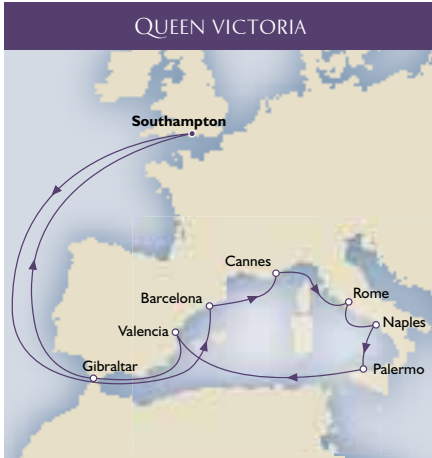 QUEEN VICTORIA
Southampton
Cannes
Rome
Barcelona
Naples
Valencia
Gibraltar
Palermo